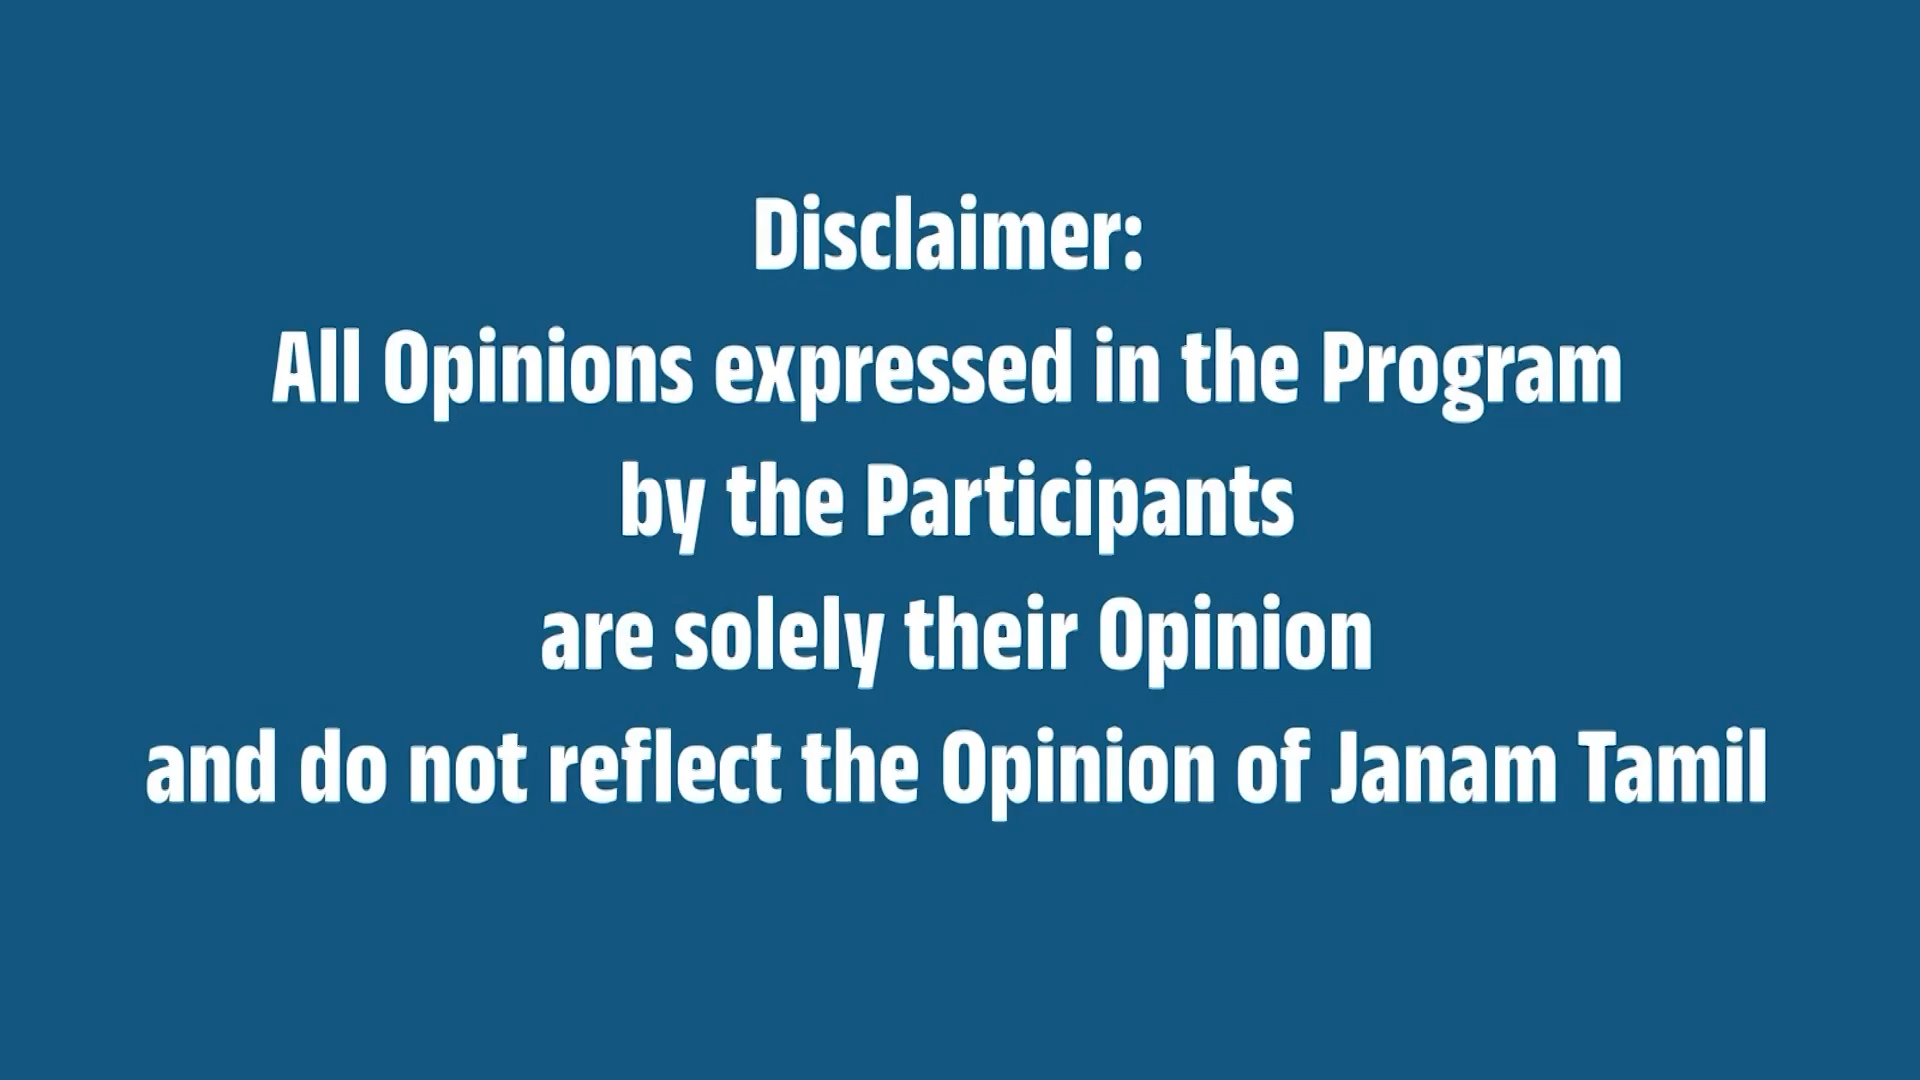 Disclaimer:
All Opinions expressed in the Program
by the Participants
are solely their Opinion
and do not reflect the Opinion of Janam Tamil